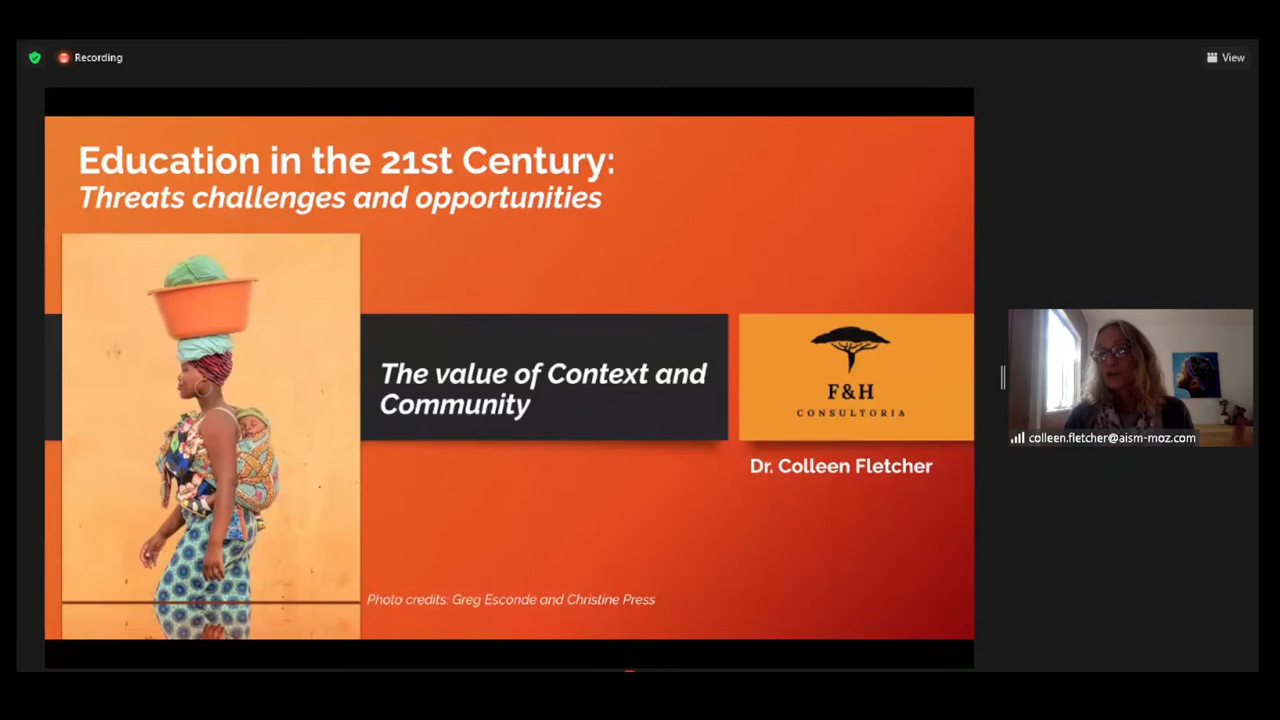 Recording
View
Education in the 21st Century:
Threats challenges and opportunities
The value of Context and
Community
F&H
CONSULTORIA
Dr. Colleen Fletcher
colleen.fletcher@aism-moz.com
Photo credits: Greg Esconde and Christine Press